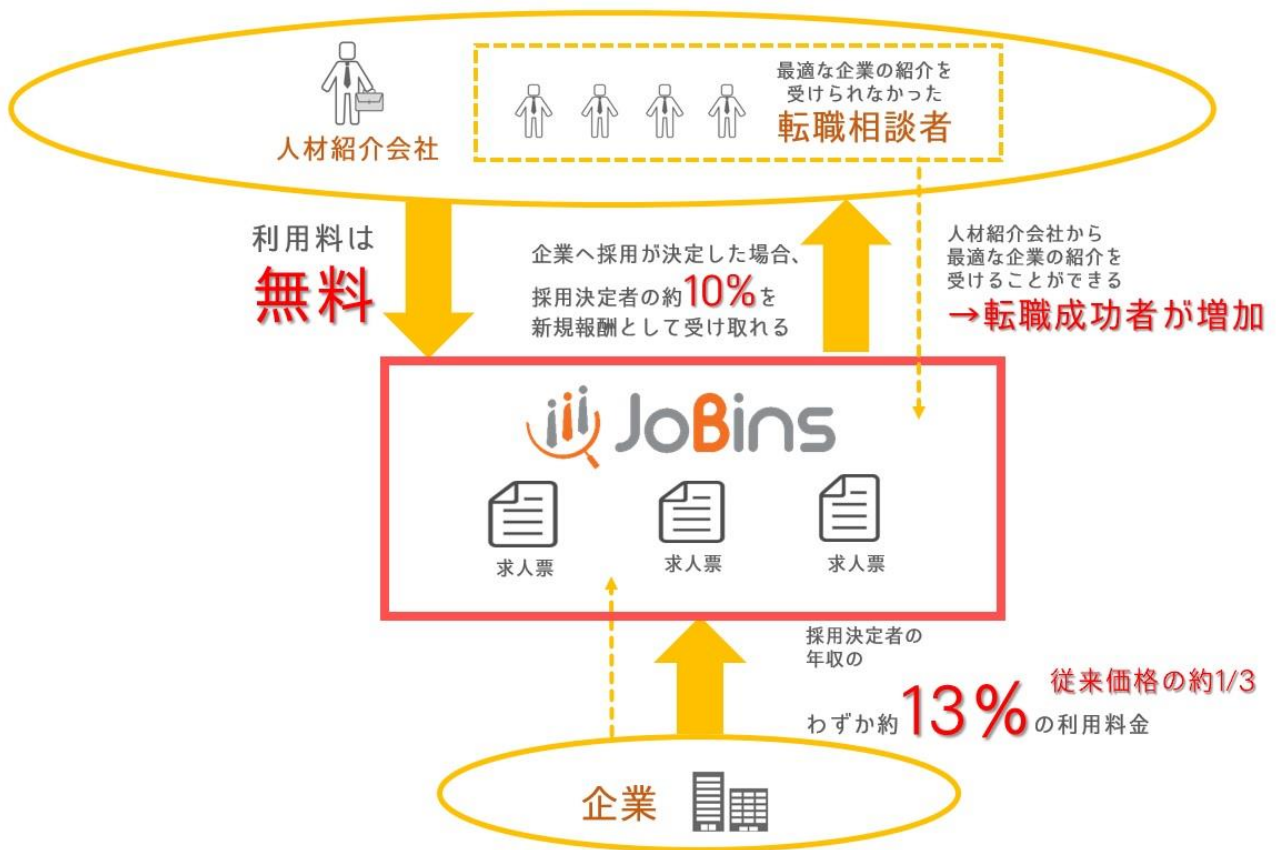 人材紹介会社
最適な企業の紹介を
受けられなかった
転職相談者
利用料は
無料
企業へ採用が決定した場合、
採用決定者の約10%を
新規報酬として受け取れる
人材紹介会社から
最適な企業の紹介を
受けることができる
→転職成功者が増加
JoBins
求人票
求人票
求人票
採用決定者の
年収の
従来価格の約1/3
わずか約13%の利用料金
企業